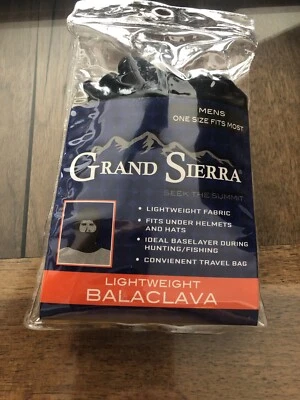 MENS
ONE SIZE FITS MOST
GRAND SIERRA®
SEEK THE SUMMIT
• LIGHTWEIGHT FABRIC
• FITS UNDER HELMETS
AND HATS
• IDEAL BASELAYER DURING
HUNTING/FISHING
• CONVIENENT TRAVEL BAG
LIGHTWEIGHT
BALACLAVA